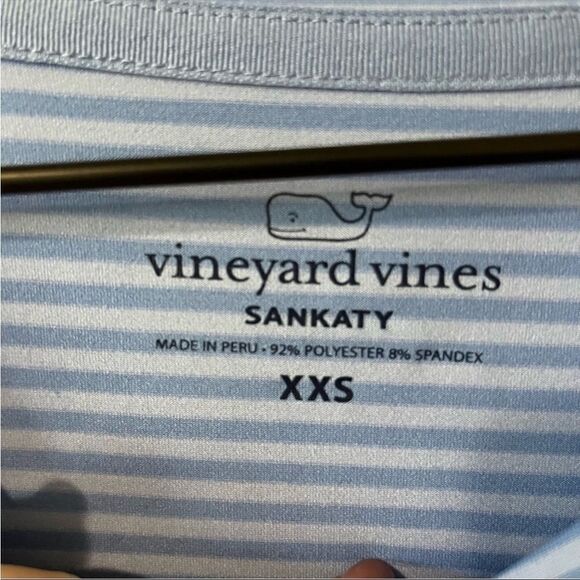 vineyard vines
SANKATY
MADE IN PERU • 92% POLYESTER 8% SPANDEX
XXS